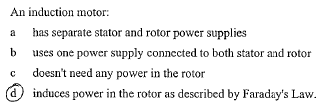 An induction motor:
a has separate stator and rotor power supplies
b uses one power supply connected to both stator and rotor
c doesn't need any power in the rotor
d induces power in the rotor as described by Faraday's Law.